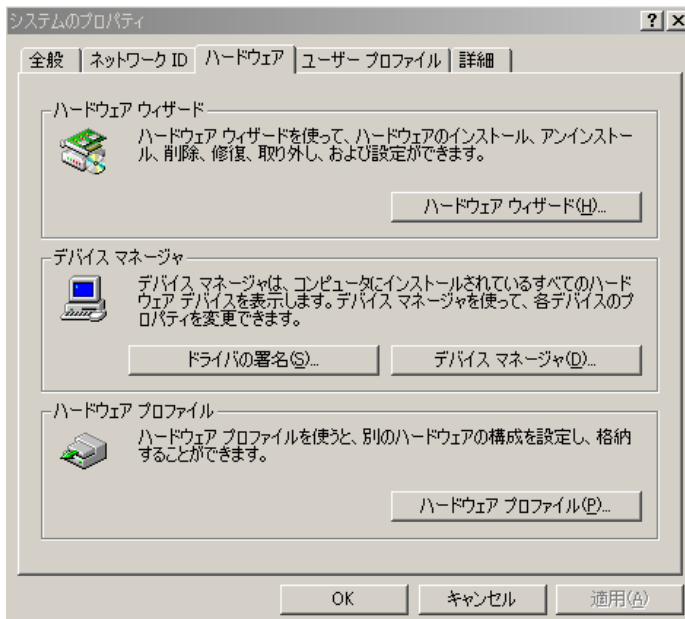 システムのプロパティ
全般 ネットワーク ID ハードウェア ユーザー プロファイル 詳細
ハードウェア ウィザード
ハードウェア ウィザードを使って、ハードウェアのインストール、アンインストー
ル、削除、修復、取り外し、および設定ができます。
ハードウェア ウィザード(H)...
デバイス マネージャ
デバイス マネージャは、コンピュータにインストールされているすべてのハード
ウェア デバイスを表示します。デバイス マネージャを使って、各デバイスのプ
ロパティを変更できます。
ドライバの署名(S)... デバイス マネージャ(D)...
ハードウェア プロファイル
ハードウェア プロファイルを使うと、別のハードウェアの構成を設定し、格納
することができます。
ハードウェア プロファイル(P)...
OK キャンセル 適用(A)